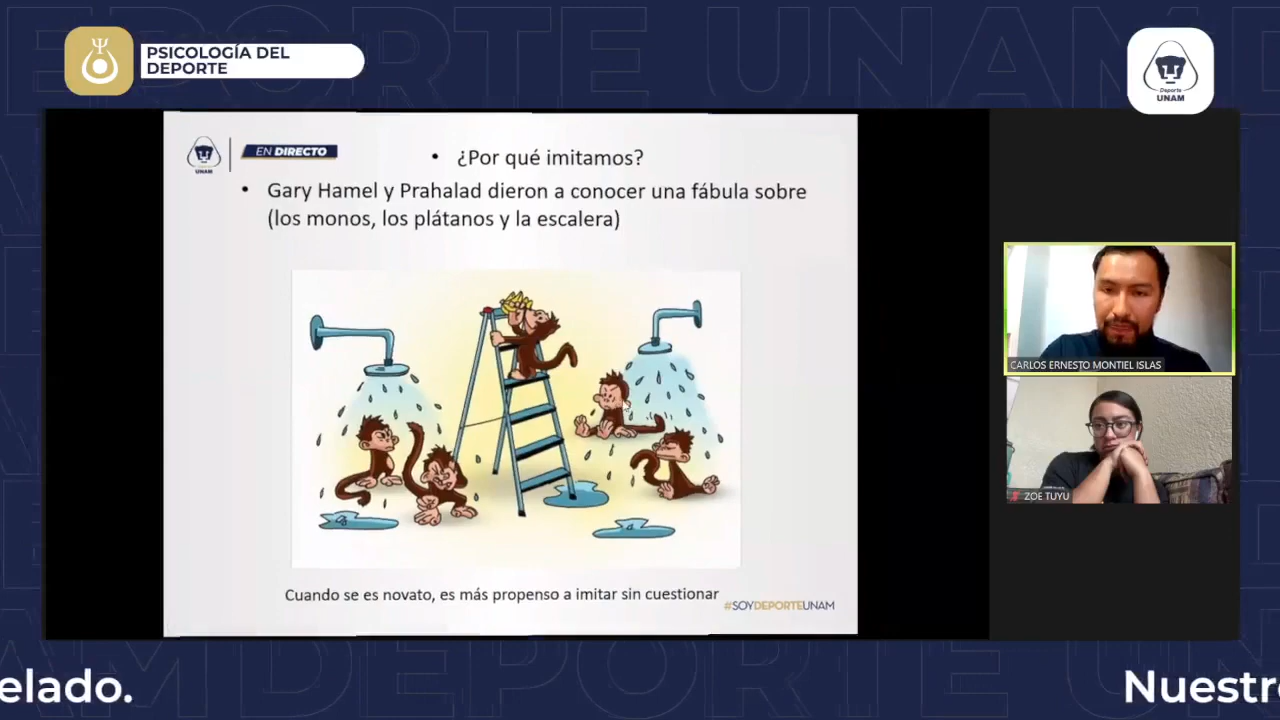 PSICOLOGÍA DEL
DEPORTE
Deporte
UNAM
UNAM
EN DIRECTO
• ¿Por qué imitamos?
• Gary Hamel y Prahalad dieron a conocer una fábula sobre
(los monos, los plátanos y la escalera)
Cuando se es novato, es más propenso a imitar sin cuestionar
#SOYDEPORTEUNAM
CARLOS ERNESTO MONTIEL ISLAS
ZOE TUYU
elado.
Nuestro